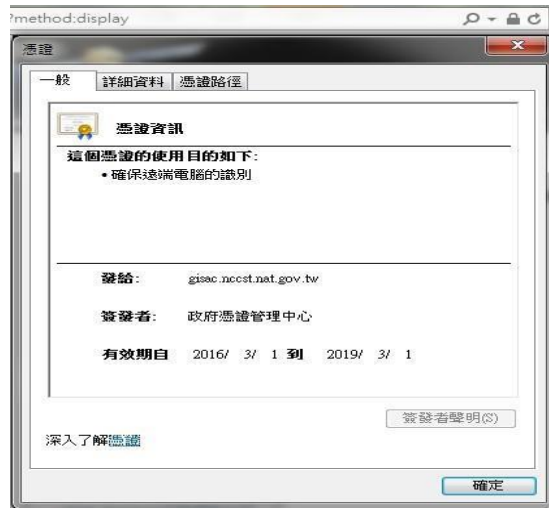 ?method:display
憑證
一般 詳細資料 憑證路徑
憑證資訊
這個憑證的使用目的如下:
• 確保遠端電腦的識別
發給: gisac.nccst.nat.gov.tw
簽發者: 政府憑證管理中心
有效期自 2016/ 3/ 1 到 2019/ 3/ 1
簽發者聲明(S)
深入了解憑證
確定